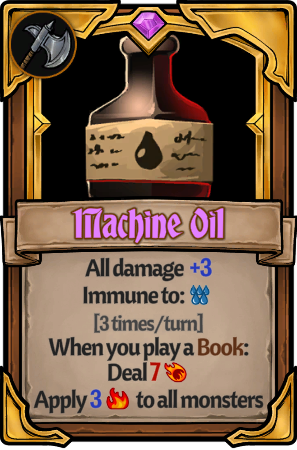 Machine Oil
All damage +3
Immune to:
[3 times/turn]
When you play a Book:
Deal 7
Apply 3 to all monsters